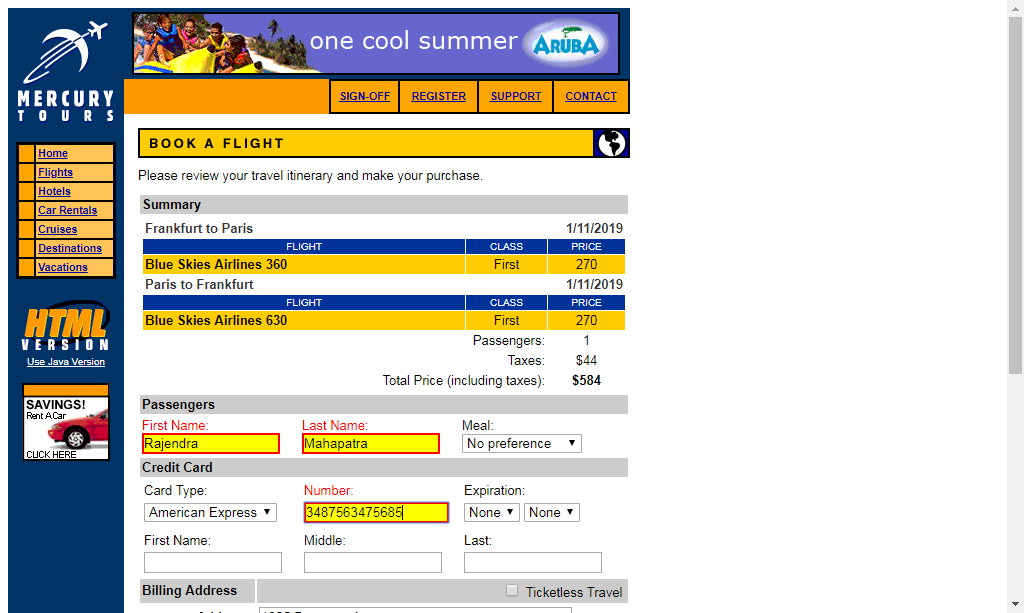 one cool summer ARUBA
MERCURY
TOURS
SIGN-OFF REGISTER SUPPORT CONTACT
Home
Flights
Hotels
Car Rentals
Cruises
Destinations
Vacations
HTML
VERSION
Use Java Version
SAVINGS!
Rent A Car
CLICK HERE
BOOK A FLIGHT
Please review your travel itinerary and make your purchase.
Summary
Frankfurt to Paris 1/11/2019
FLIGHT CLASS PRICE
Blue Skies Airlines 360 First 270
Paris to Frankfurt 1/11/2019
FLIGHT CLASS PRICE
Blue Skies Airlines 630 First 270
Passengers: 1
Taxes: $44
Total Price (including taxes): $584
Passengers
First Name: Last Name: Meal:
Rajendra Mahapatra No preference
Credit Card
Card Type: Number: Expiration:
American Express 3487563475685 None None
First Name: Middle: Last:
Billing Address Ticketless Travel